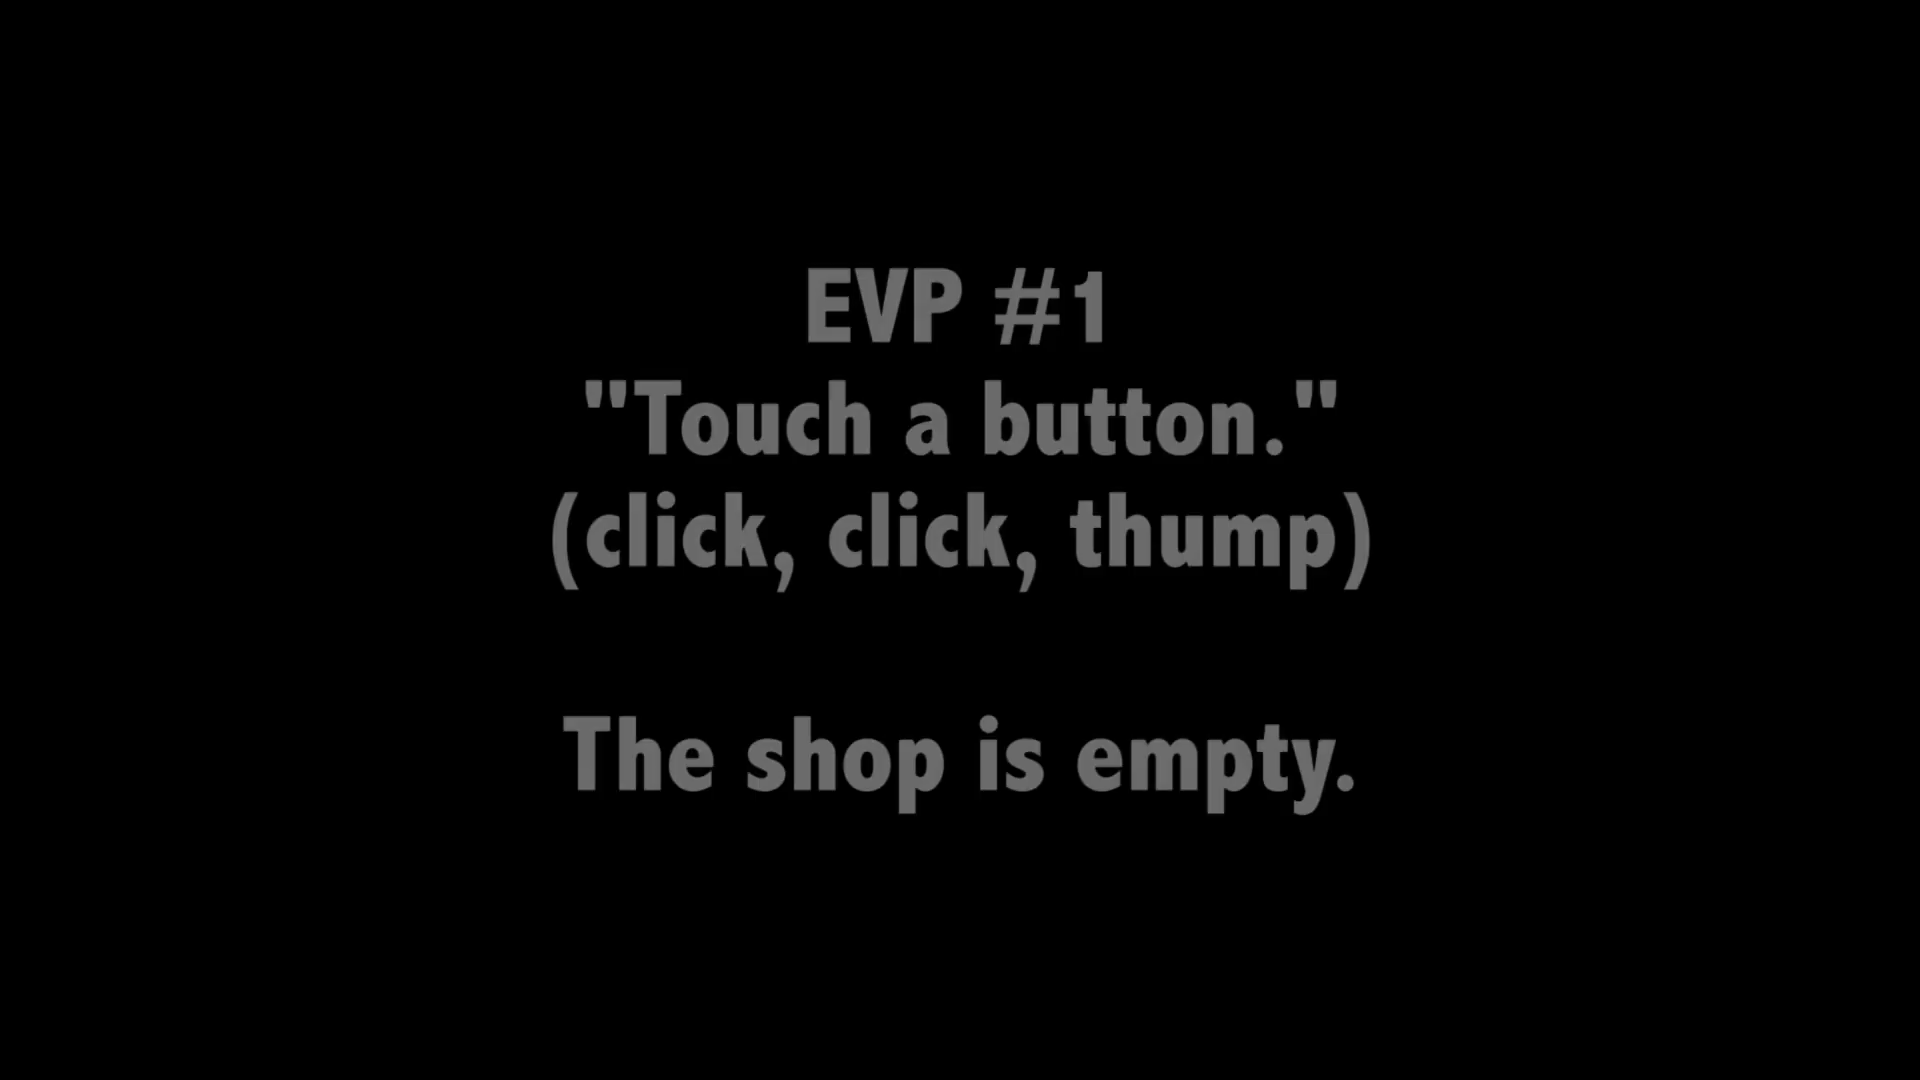 EVP #1
"Touch a button."
(click, click, thump)
The shop is empty.